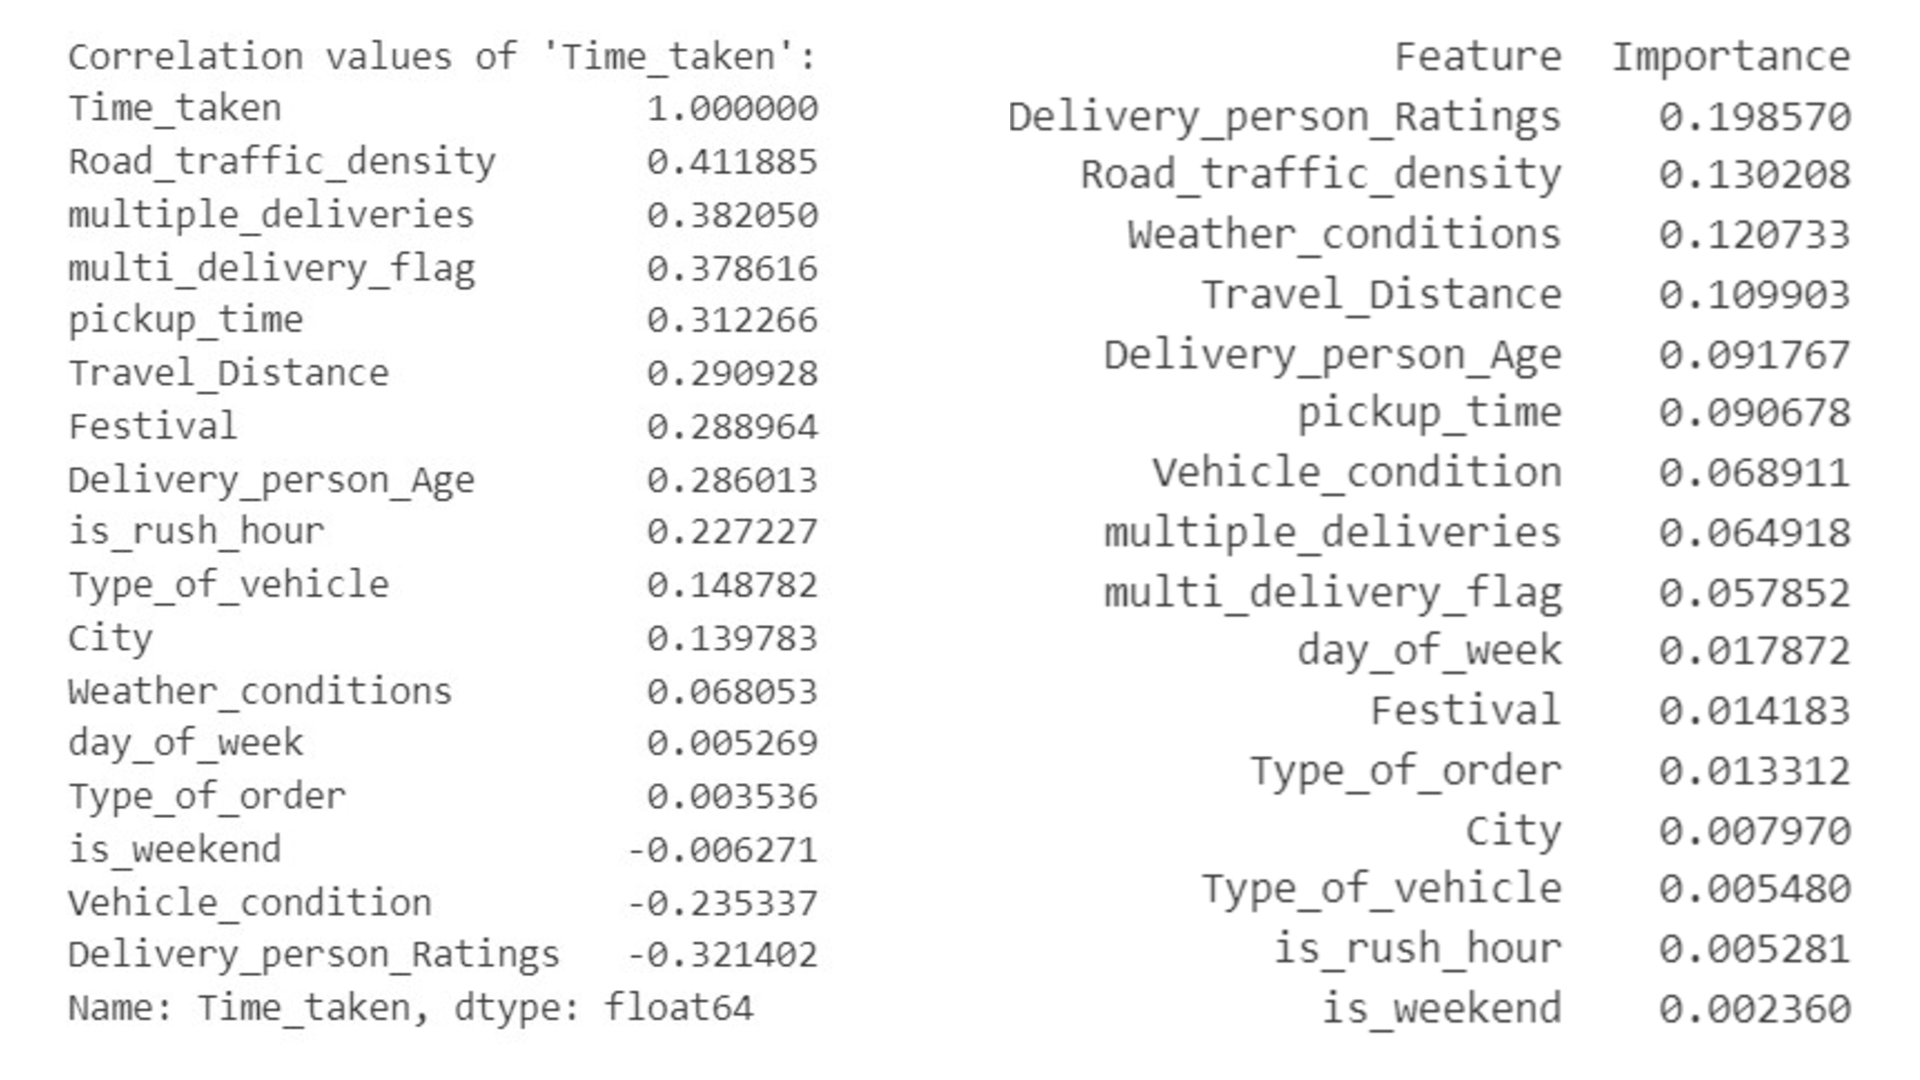 Correlation values of 'Time_taken':
Time_taken 1.000000
Road_traffic_density 0.411885
multiple_deliveries 0.382050
multi_delivery_flag 0.378616
pickup_time 0.312266
Travel_Distance 0.290928
Festival 0.288964
Delivery_person_Age 0.286013
is_rush_hour 0.227227
Type_of_vehicle 0.148782
City 0.139783
Weather_conditions 0.068053
day_of_week 0.005269
Type_of_order 0.003536
is_weekend -0.006271
Vehicle_condition -0.235337
Delivery_person_Ratings -0.321402
Name: Time_taken, dtype: float64
Feature Importance
Delivery_person_Ratings 0.198570
Road_traffic_density 0.130208
Weather_conditions 0.120733
Travel_Distance 0.109903
Delivery_person_Age 0.091767
pickup_time 0.090678
Vehicle_condition 0.068911
multiple_deliveries 0.064918
multi_delivery_flag 0.057852
day_of_week 0.017872
Festival 0.014183
Type_of_order 0.013312
City 0.007970
Type_of_vehicle 0.005480
is_rush_hour 0.005281
is_weekend 0.002360